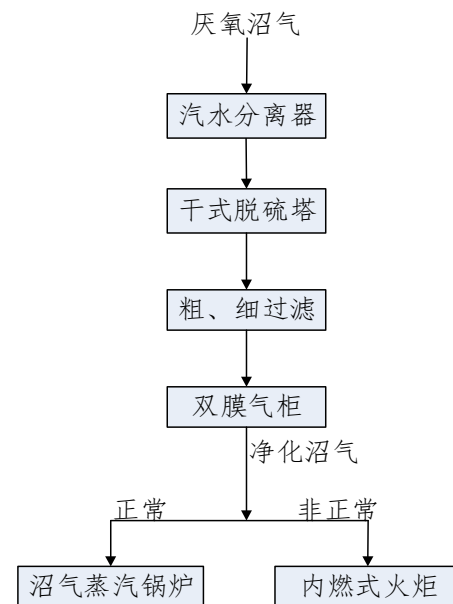 厌氧沼气
汽水分离器
干式脱硫塔
粗、细过滤
双膜气柜
净化沼气
正常
非正常
沼气蒸汽锅炉
内燃式火炬